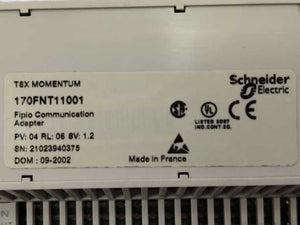 TSX MOMENTUM
170FNT11001
Fipio Communication
Adapter
PV: 04 RL: 06 SV: 1.2
SN: 21023940375
DOM : 09-2002
Schneider
Electric
LISTED 3D87
IND.CONT.EQ.
Made in France